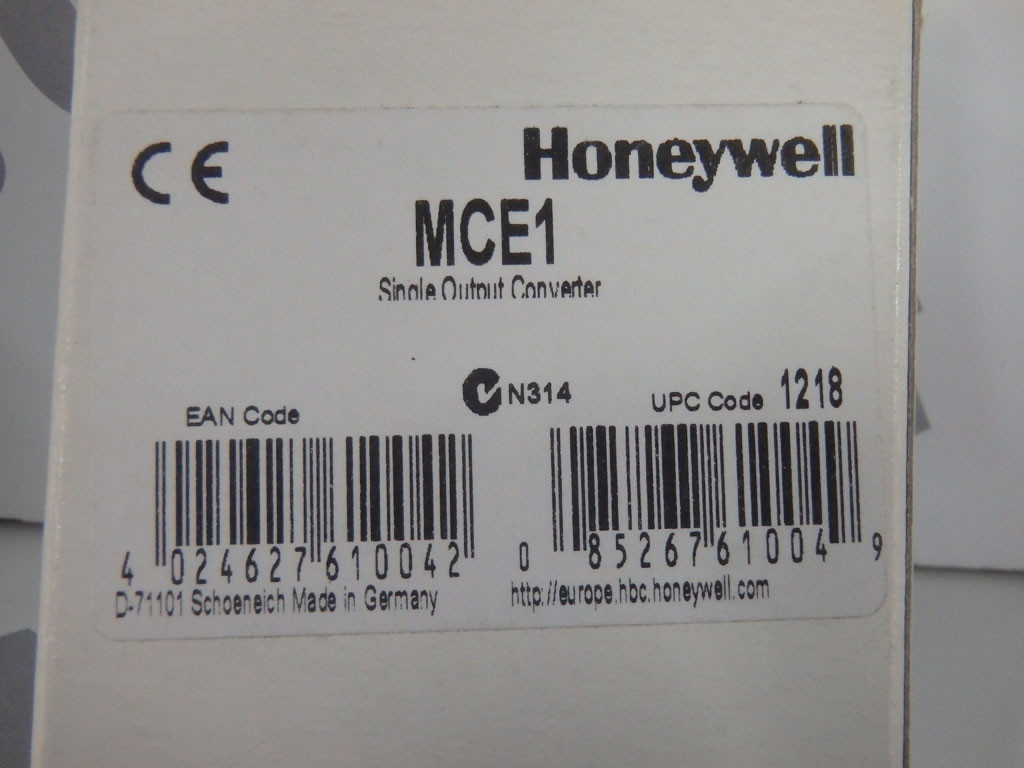 CE Honeywell
MCE1
Single Output Converter
N314
EAN Code UPC Code 1218
4 024627 610042 0 85267 61004 9
D-71101 Schoeneich Made in Germany http://europe.hbc.honeywell.com